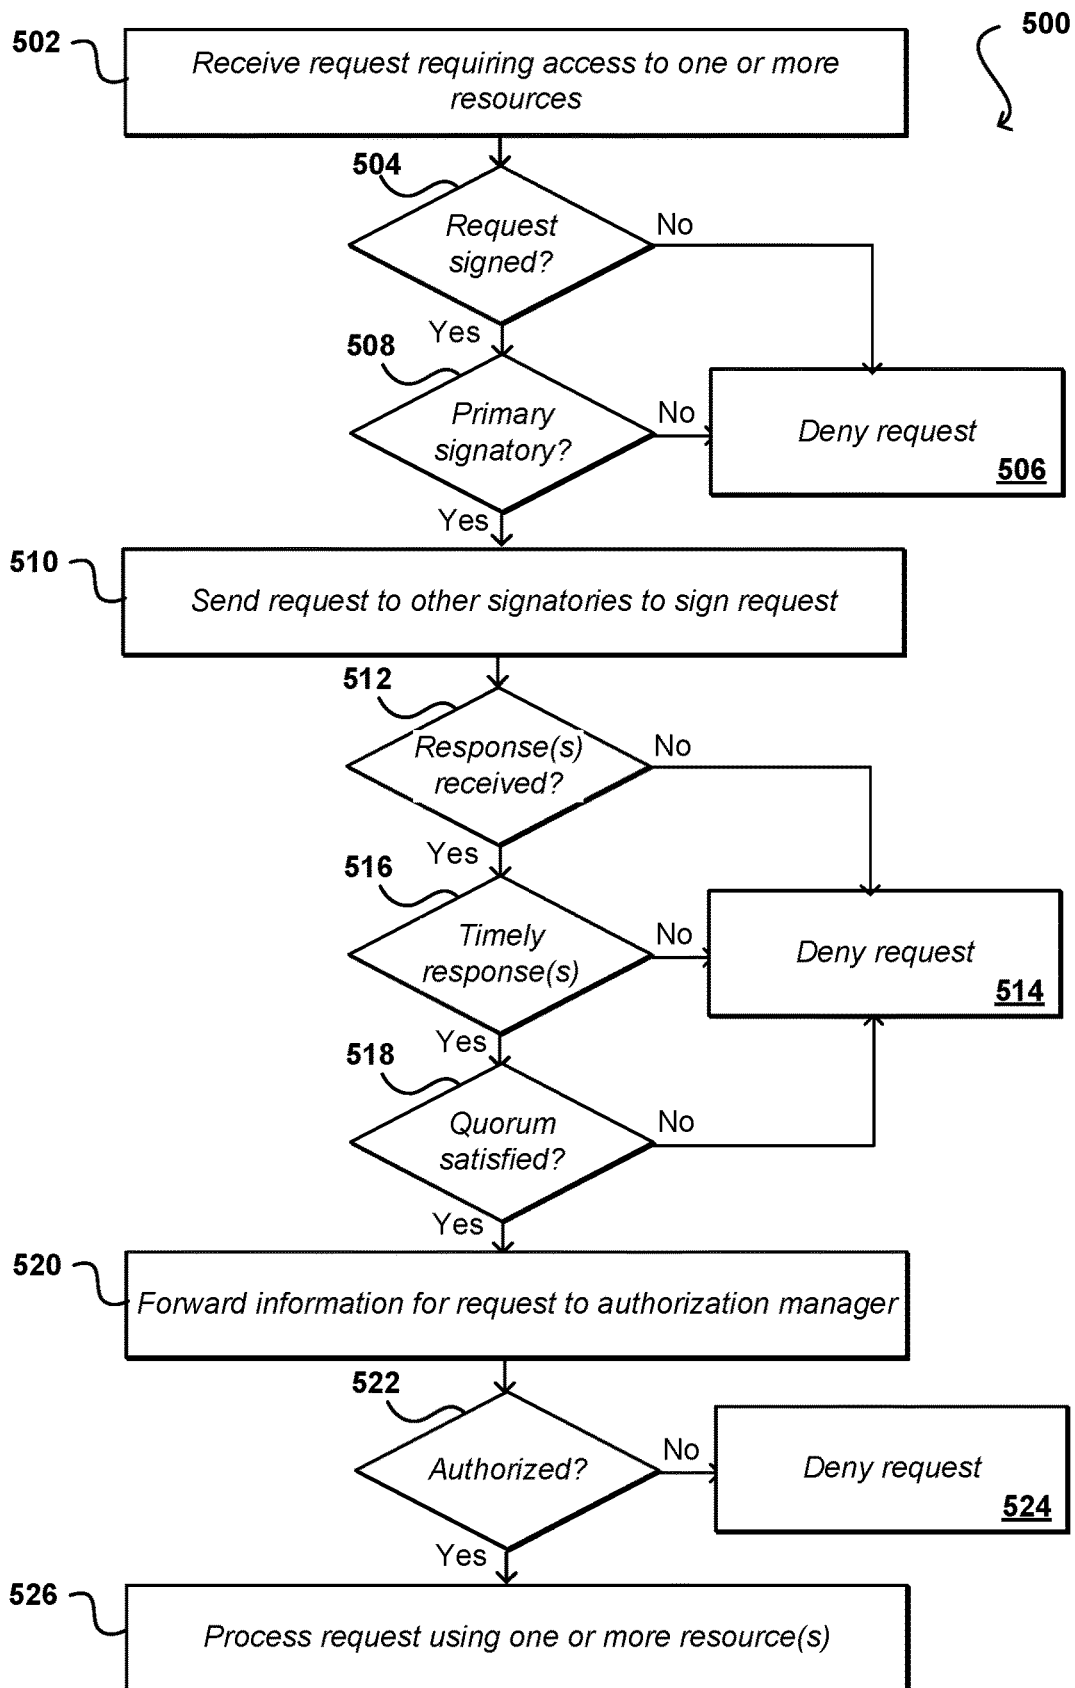 500
502
Receive request requiring access to one or more
resources
504
Request
signed?
No
Yes
508
Primary
signatory?
No
Deny request
506
Yes
510
Send request to other signatories to sign request
512
Response(s)
received?
No
Yes
516
Timely
response(s)
No
Deny request
514
Yes
518
Quorum
satisfied?
No
Yes
520
Forward information for request to authorization manager
522
Authorized?
No
Deny request
524
Yes
526
Process request using one or more resource(s)